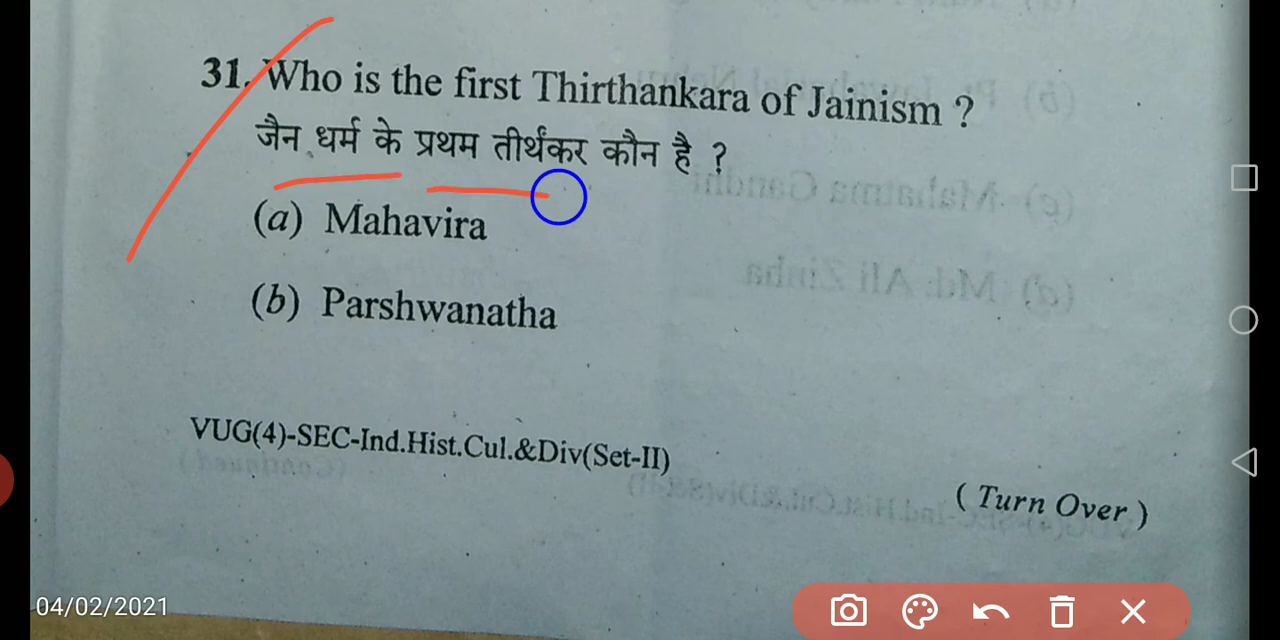 31. Who is the first Thirthankara of Jainism ?
जैन धर्म के प्रथम तीर्थंकर कौन है ?
(a) Mahavira
(b) Parshwanatha
VUG(4)-SEC-Ind.Hist.Cul.&Div(Set-II)
( Turn Over )
04/02/2021